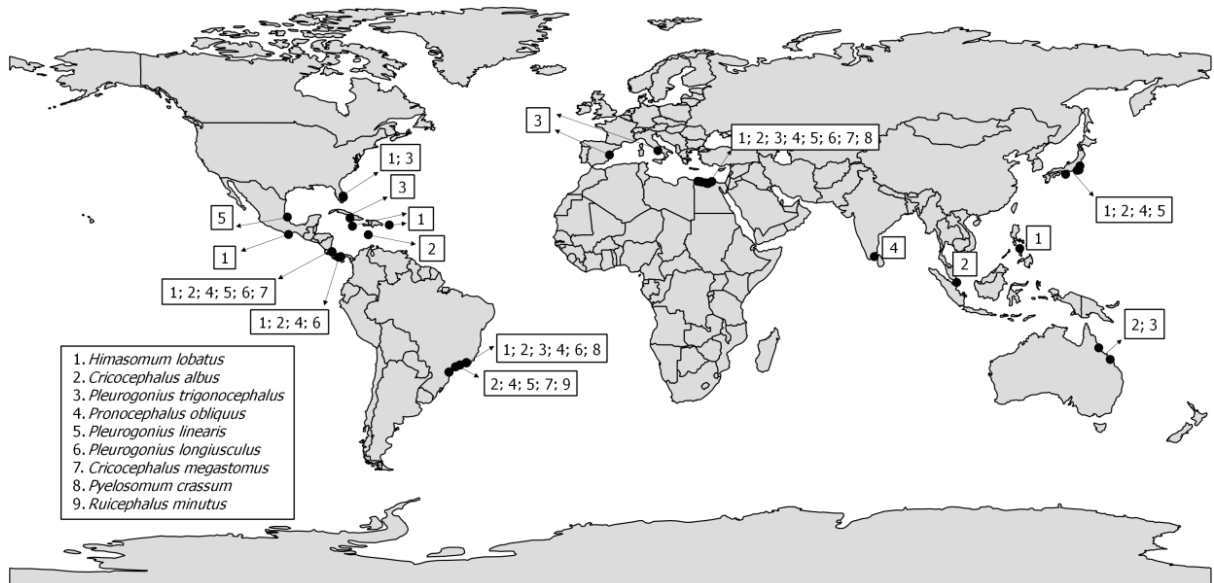 3
1; 2; 3; 4; 5; 6; 7; 8
1; 3
3
5
1
1; 2; 4; 5
1
2
1
4
2
1; 2; 4; 5; 6; 7
1; 2; 4; 6
2; 3
1; 2; 3; 4; 6; 8
2; 4; 5; 7; 9
1. Himasomum lobatus
2. Cricocephalus albus
3. Pleurogonius trigonocephalus
4. Pronocephalus obliquus
5. Pleurogonius linearis
6. Pleurogonius longiusculus
7. Cricocephalus megastomus
8. Pyelosomum crassum
9. Ruicephalus minutus